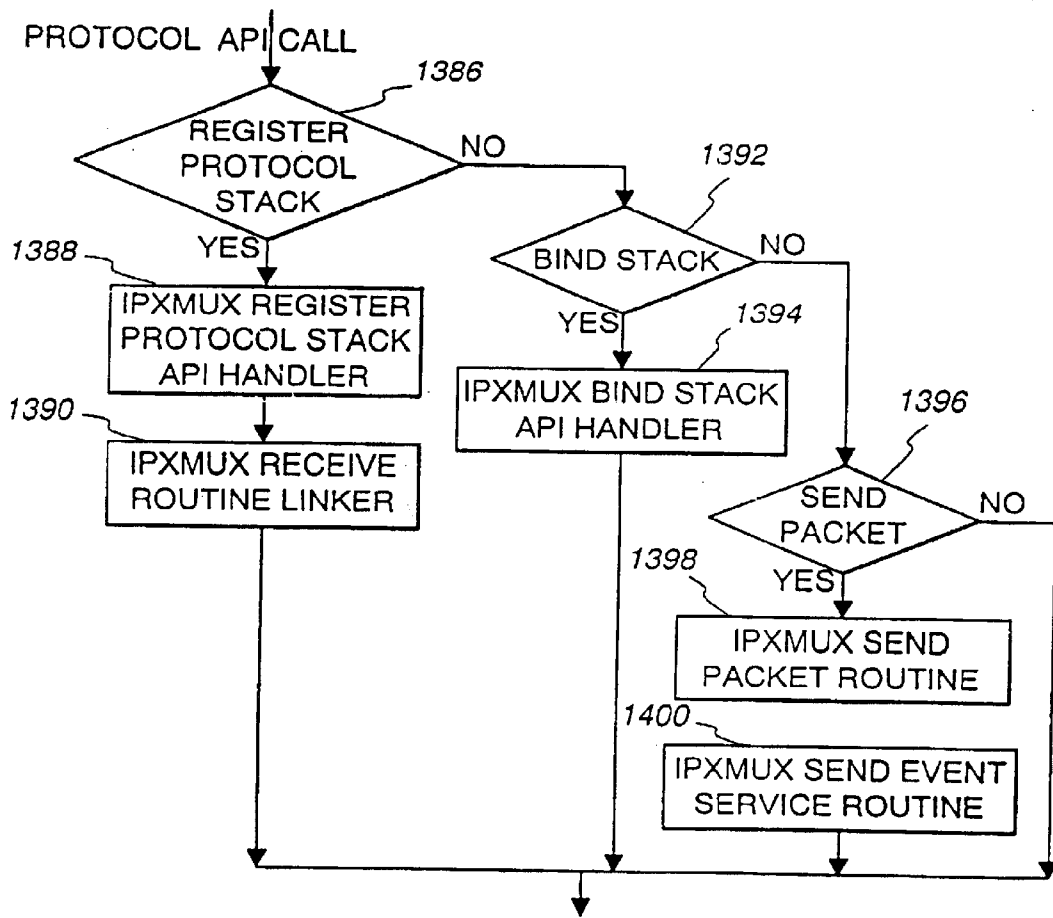 PROTOCOL API CALL
1386
REGISTER
PROTOCOL
STACK
NO
YES
1388
IPXMUX REGISTER
PROTOCOL STACK
API HANDLER
1390
IPXMUX RECEIVE
ROUTINE LINKER
1392
BIND STACK
NO
YES
1394
IPXMUX BIND STACK
API HANDLER
1396
SEND
PACKET
NO
YES
1398
IPXMUX SEND
PACKET ROUTINE
1400
IPXMUX SEND EVENT
SERVICE ROUTINE